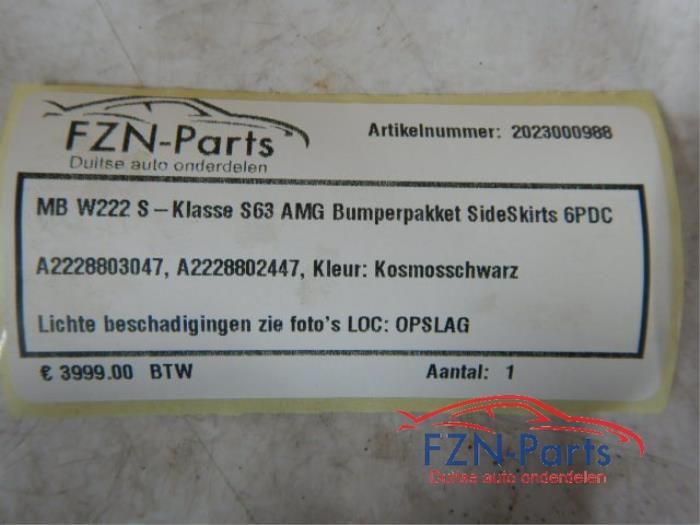 FZN-Parts
Duitse auto onderdelen
Artikelnummer: 2023000988
MB W222 S-Klasse S63 AMG Bumperpakket SideSkirts 6PDC
A2228803047, A2228802447, Kleur: Kosmosschwarz
Lichte beschadigingen zie foto's LOC: OPSLAG
€ 3999.00 BTW
Aantal: 1
FZN-Parts
Duitse auto onderdelen